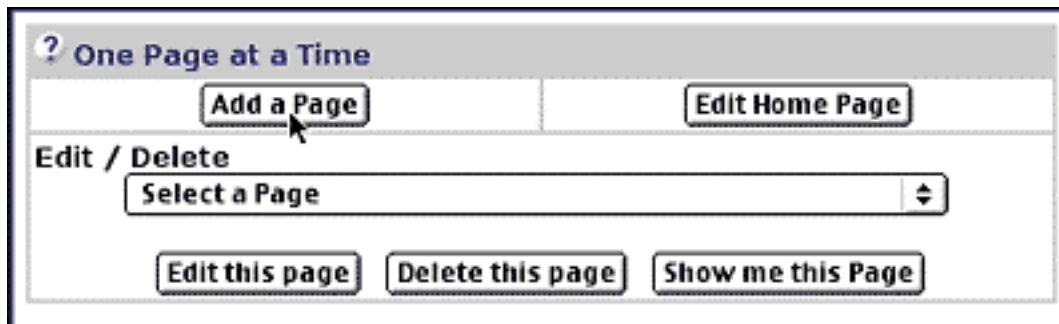 ? One Page at a Time
Add a Page Edit Home Page
Edit / Delete
Select a Page
Edit this page Delete this page Show me this Page